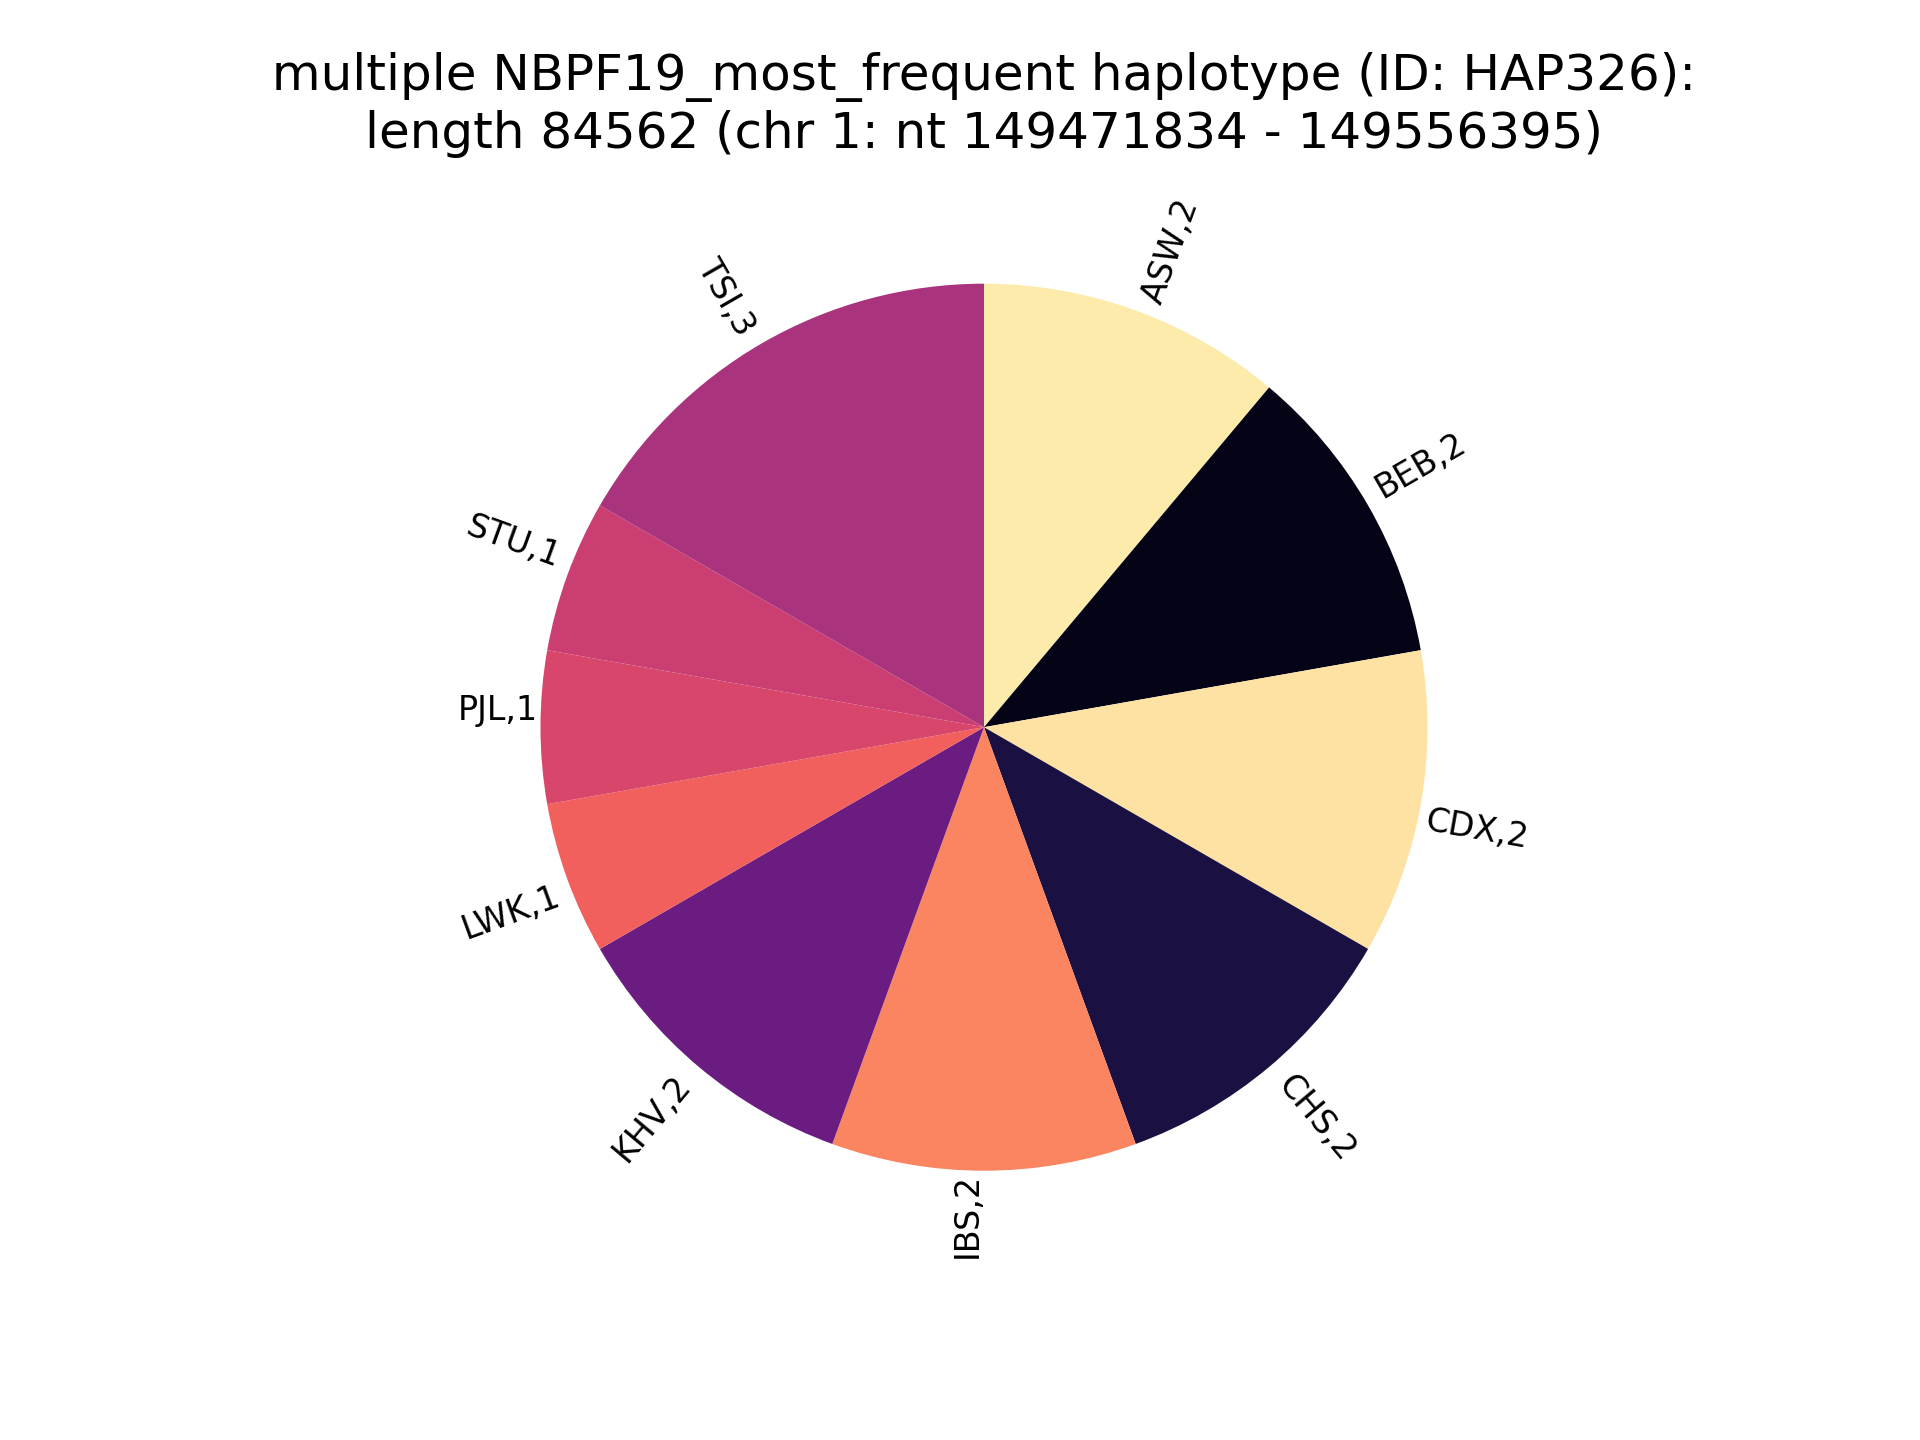 multiple NBPF19_most_frequent haplotype (ID: HAP326):
length 84562 (chr 1: nt 149471834 - 149556395)
ASW,2
BEB,2
CDX,2
CHS,2
IBS,2
KHV,2
LWK,1
PJL,1
STU,1
TSI,3